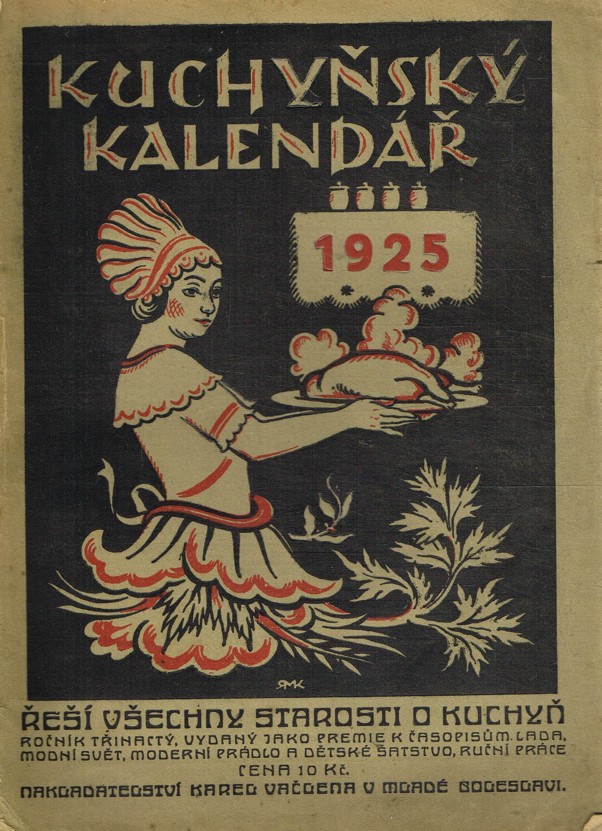 KUCHYŇSKÝ
KALENDÁŘ
1925
RMK
ŘEŠÍ VŠECHNY STAROSTI O KUCHYŇ
ROČNÍK TŘINACTÝ, VYDANÝ JAKO PREMIE K ČASOPISŮM. LADA,
MODNÍ SVĚT, MODERNÍ PRÁDLO A DĚTSKÉ ŠATSTVO, RUČNÍ PRÁCE
CENA 10 Kč.
NAKLADATELSTVÍ KAREL VAČLENA V MLADÉ BOLESLAVI.